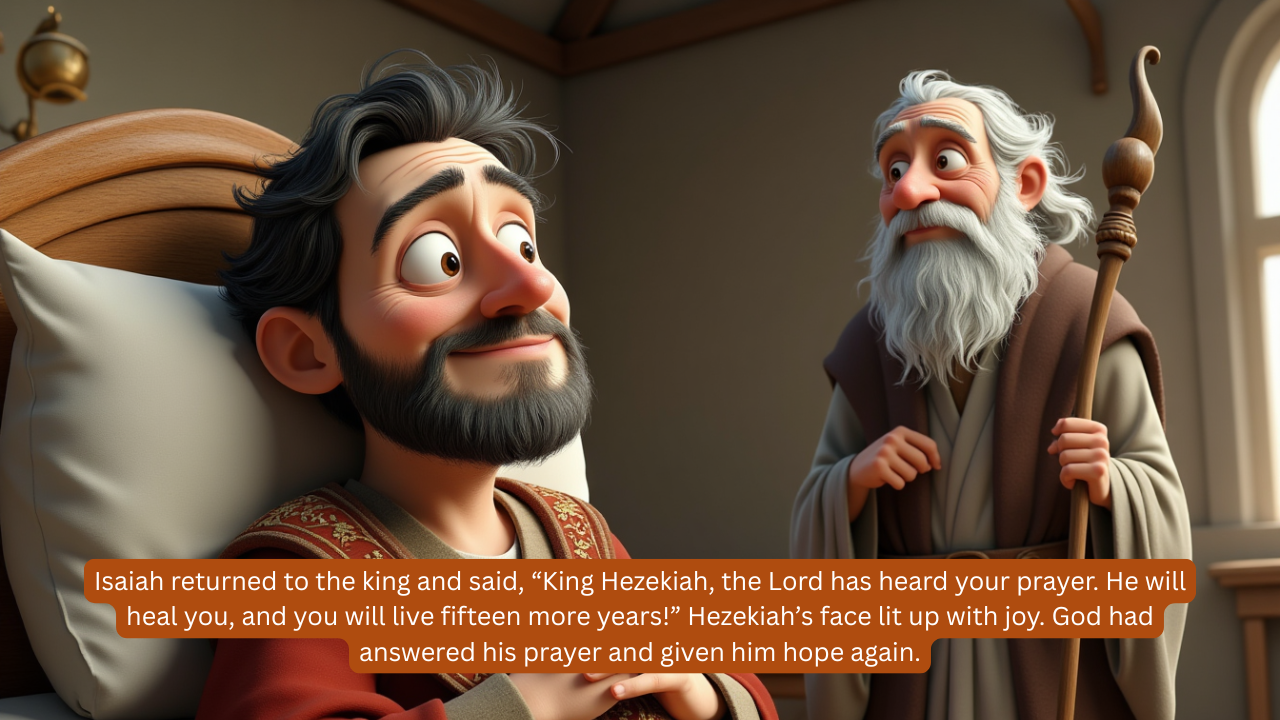 Isaiah returned to the king and said, “King Hezekiah, the Lord has heard your prayer. He will
heal you, and you will live fifteen more years!” Hezekiah’s face lit up with joy. God had
answered his prayer and given him hope again.